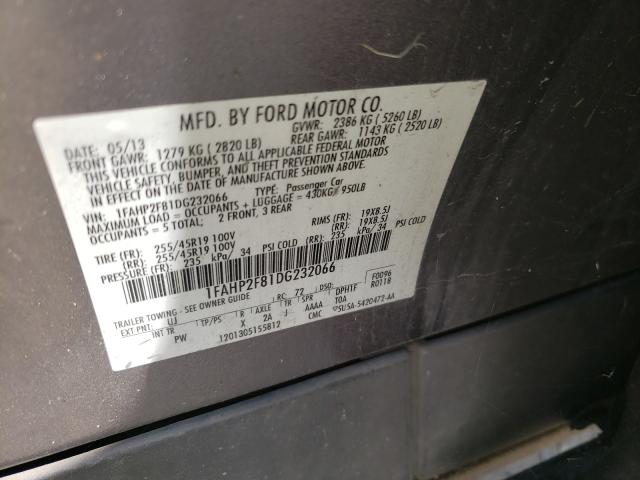 MFD. BY FORD MOTOR CO.
DATE: 05/13 GVWR: 2386 KG ( 5260 LB)
FRONT GAWR: 1279 KG ( 2820 LB) REAR GAWR: 1143 KG ( 2520 LB)
THIS VEHICLE CONFORMS TO ALL APPLICABLE FEDERAL MOTOR
VEHICLE SAFETY, BUMPER, AND THEFT PREVENTION STANDARDS
IN EFFECT ON THE DATE OF MANUFACTURE SHOWN ABOVE.
VIN: 1FAHP2F81DG232066 TYPE: Passenger Car
MAXIMUM LOAD = OCCUPANTS + LUGGAGE = 430KG/ 950LB
OCCUPANTS = 5 TOTAL; 2 FRONT, 3 REAR
TIRE (FR): 255/45R19 100V RIMS (FR): 19X8.5J
(RR): 255/45R19 100V (RR): 19X8.5J
PRESSURE (FR): 235 kPa/ 34 PSI COLD (RR): 235 kPa/ 34 PSI COLD
1FAHP2F81DG232066
TRAILER TOWING - SEE OWNER GUIDE RC: 72 DSO: F0096
EXT PNT: UJ R0118
INT TR TP/PS R AXLE TR SPR DPHTF
PW X 2A J AAAA TOA
1201305155812 CMC SUSA-5420472-AA